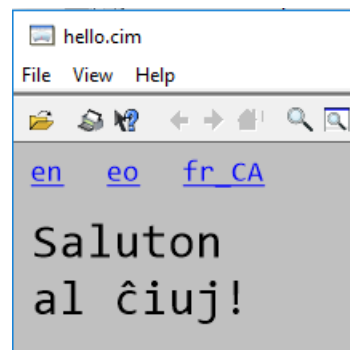 hello.cim
File View Help
en eo fr_CA
Saluton
al ĉiuj!